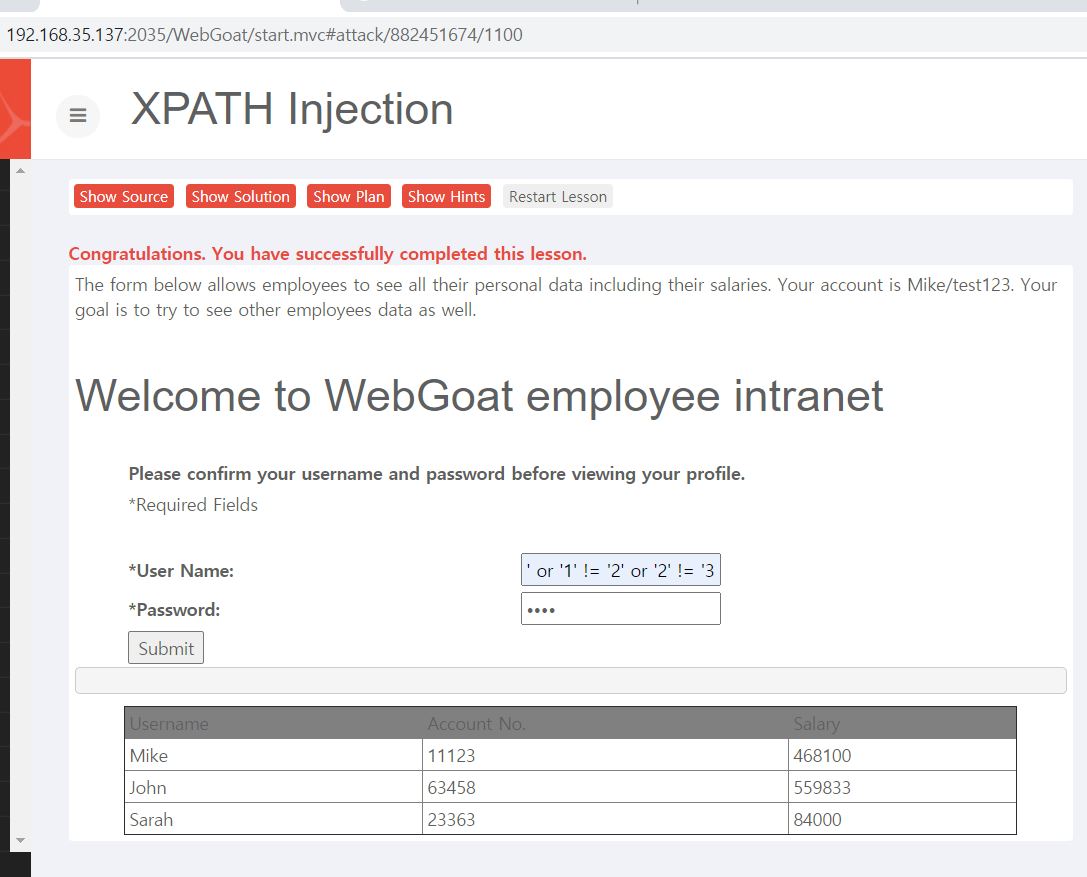 192.168.35.137:2035/WebGoat/start.mvc#attack/882451674/1100
XPATH Injection
Show Source Show Solution Show Plan Show Hints Restart Lesson
Congratulations. You have successfully completed this lesson.
The form below allows employees to see all their personal data including their salaries. Your account is Mike/test123. Your
goal is to try to see other employees data as well.
Welcome to WebGoat employee intranet
Please confirm your username and password before viewing your profile.
*Required Fields
*User Name: ' or '1' != '2' or '2' != '3
*Password: ••••
Submit
Username Account No. Salary
Mike 11123 468100
John 63458 559833
Sarah 23363 84000